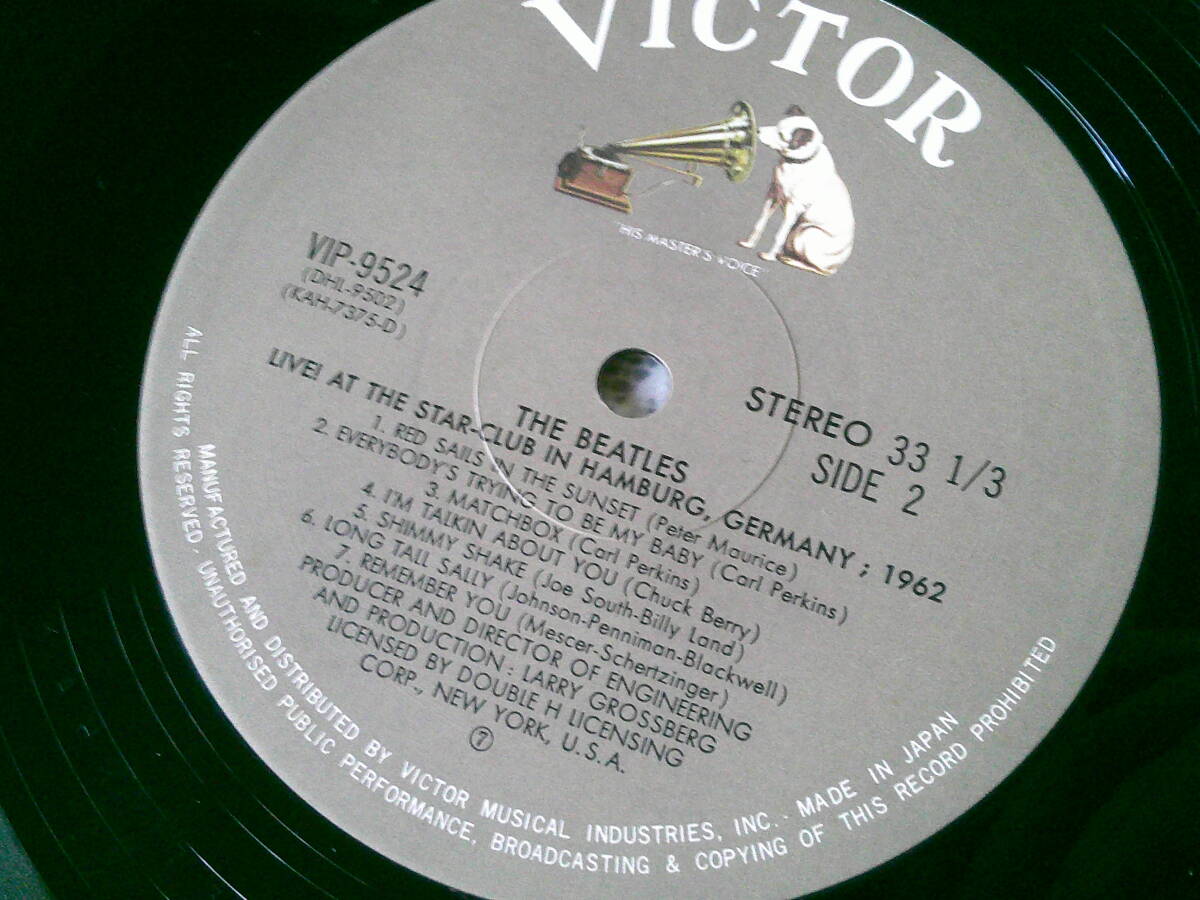 VICTOR
"HIS MASTER'S VOICE"
VIP-9524
(DHL-9502)
(KAH-7375-D)
STEREO 33 1/3
SIDE 2
THE BEATLES
LIVE! AT THE STAR-CLUB IN HAMBURG, GERMANY ; 1962
1. RED SAILS IN THE SUNSET (Peter Maurice)
2. EVERYBODY'S TRYING TO BE MY BABY (Carl Perkins)
3. MATCHBOX (Carl Perkins)
4. I'M TALKIN ABOUT YOU (Chuck Berry)
5. SHIMMY SHAKE (Joe South-Billy Land)
6. LONG TALL SALLY (Johnson-Penniman-Blackwell)
7. REMEMBER YOU (Mescer-Schertzinger)
PRODUCER AND DIRECTOR OF ENGINEERING
AND PRODUCTION : LARRY GROSSBERG
LICENSED BY DOUBLE H LICENSING
CORP., NEW YORK, U.S.A.
⑦
MANUFACTURED AND DISTRIBUTED BY VICTOR MUSICAL INDUSTRIES, INC. · MADE IN JAPAN
ALL RIGHTS RESERVED, UNAUTHORISED PUBLIC PERFORMANCE, BROADCASTING & COPYING OF THIS RECORD PROHIBITED